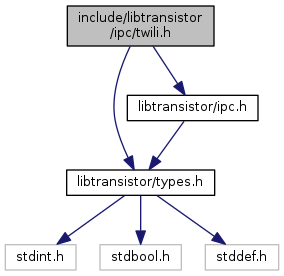 include/libtransistor
/ipc/twili.h
libtransistor/ipc.h
libtransistor/types.h
stdint.h
stdbool.h
stddef.h